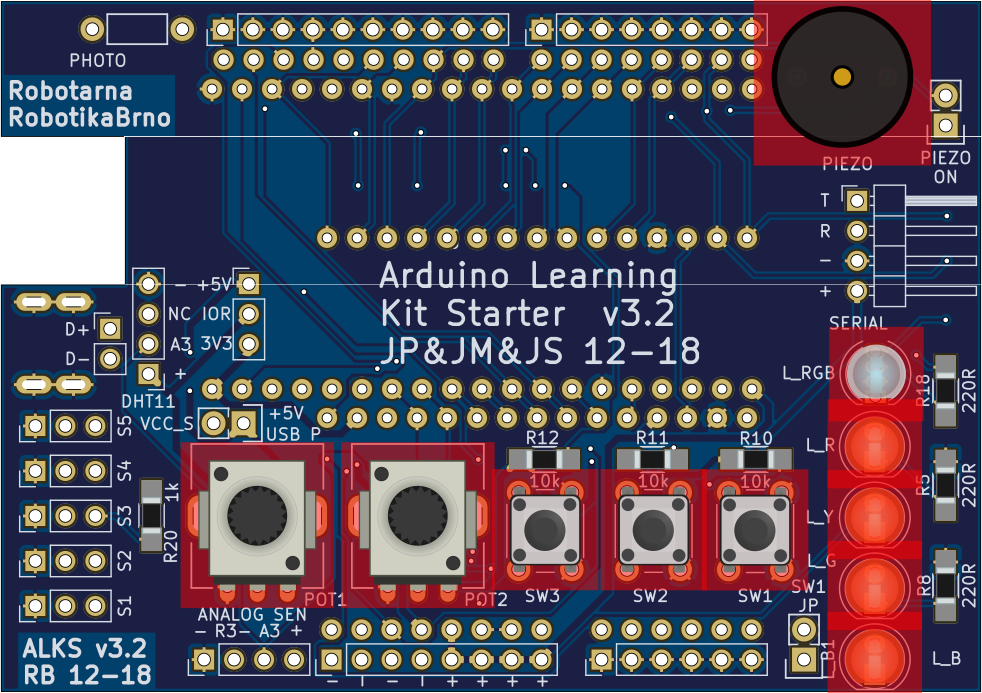 PHOTO
Robotarna
RobotikaBrno
PIEZO
PIEZO
ON
T
R
-
+
SERIAL
Arduino Learning
Kit Starter v3.2
JP&JM&JS 12-18
- +5V
NC IOR
A3 3V3
+
D+
D-
DHT11
VCC_S
+5V
USB P
L_RGB
R18
220R
L_R
R5
220R
L_Y
L_G
R8
220R
L_B
S5
S4
S3
S2
S1
1k
R20
R12
10k
R11
10k
R10
10k
POT1
POT2
SW3
SW2
SW1
SW1
JP
ANALOG SEN
- R3- A3 +
ALKS v3.2
RB 12-18
- | - | + + + +